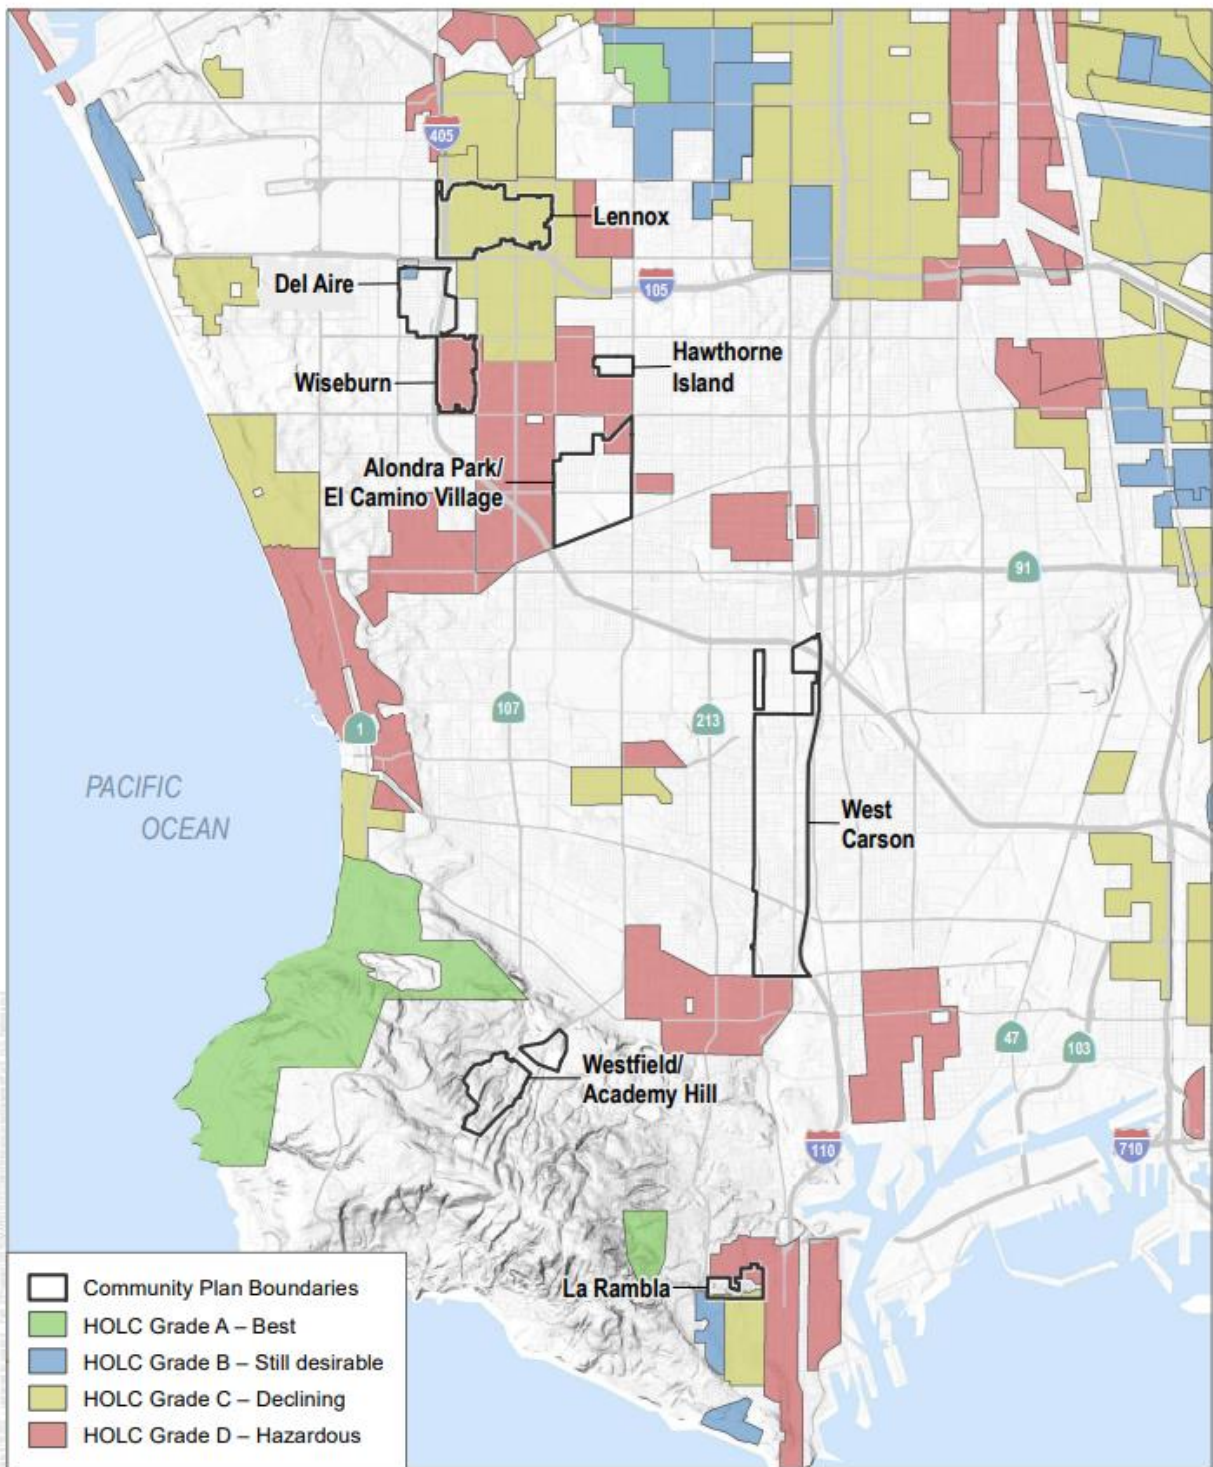 405
Lennox
Del Aire
105
Hawthorne
Island
Wiseburn
Alondra Park/
El Camino Village
91
107
213
1
PACIFIC
OCEAN
West
Carson
47
103
Westfield/
Academy Hill
110
710
La Rambla
Community Plan Boundaries
HOLC Grade A – Best
HOLC Grade B – Still desirable
HOLC Grade C – Declining
HOLC Grade D – Hazardous